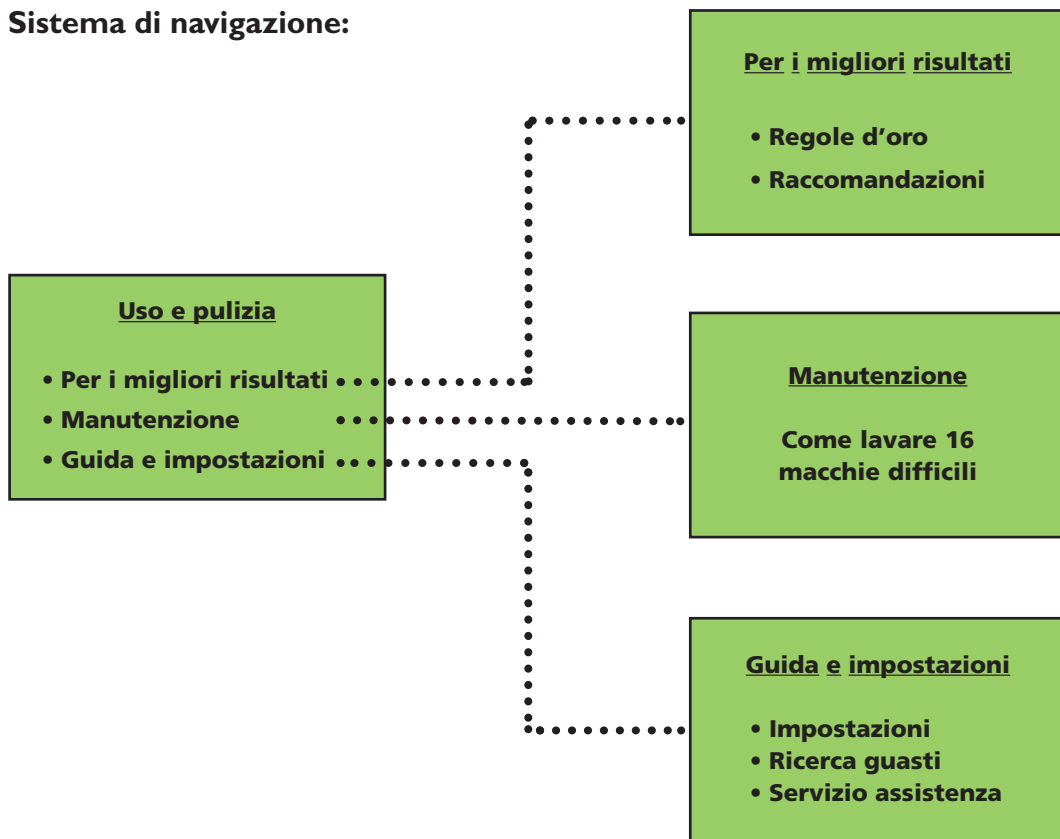 Sistema di navigazione:
Uso e pulizia
• Per i migliori risultati
• Manutenzione
• Guida e impostazioni
Per i migliori risultati
• Regole d’oro
• Raccomandazioni
Manutenzione
Come lavare 16
macchie difficili
Guida e impostazioni
• Impostazioni
• Ricerca guasti
• Servizio assistenza